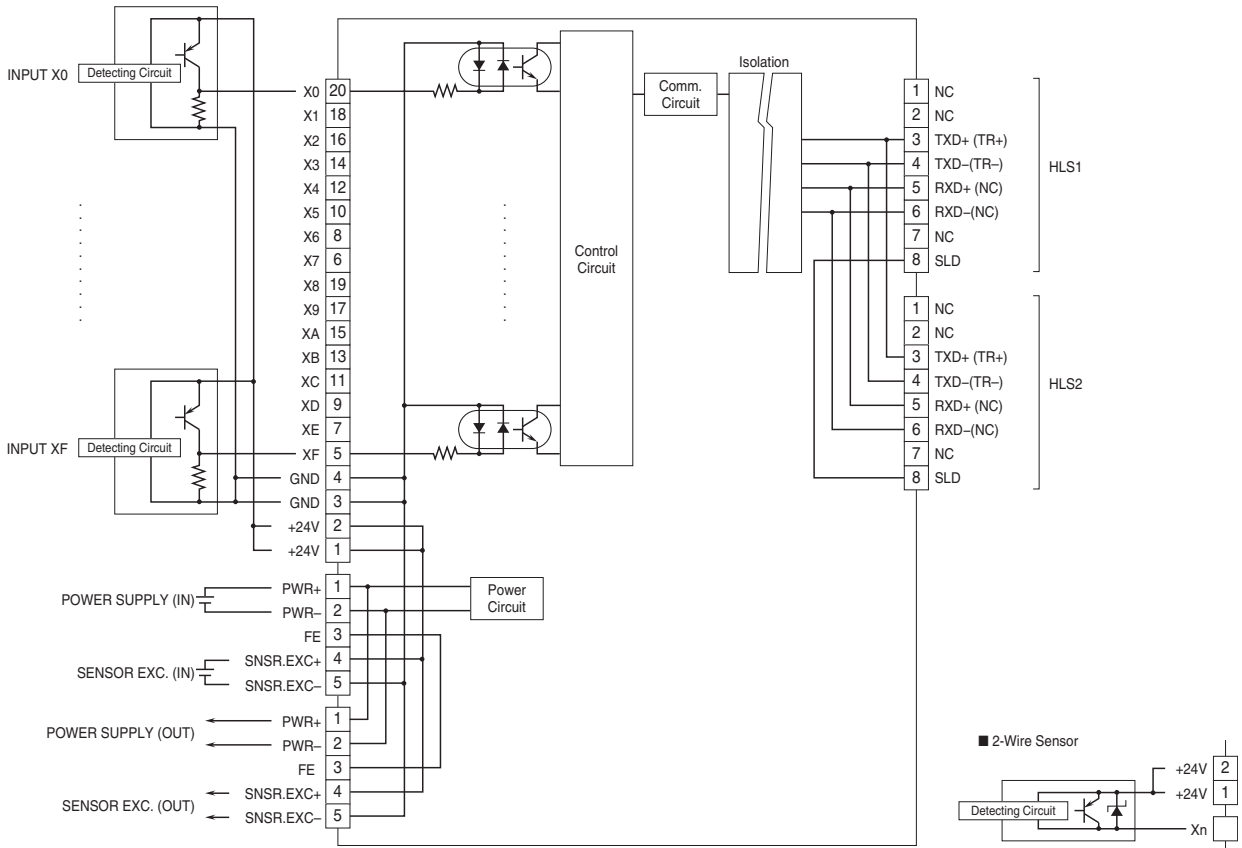 INPUT X0
Detecting Circuit
X0 20
X1 18
X2 16
X3 14
X4 12
X5 10
X6 8
X7 6
X8 19
X9 17
XA 15
XB 13
XC 11
XD 9
XE 7
XF 5
GND 4
GND 3
+24V 2
+24V 1
INPUT XF
Detecting Circuit
POWER SUPPLY (IN)
PWR+ 1
PWR– 2
FE 3
SENSOR EXC. (IN)
SNSR.EXC+ 4
SNSR.EXC– 5
POWER SUPPLY (OUT)
PWR+ 1
PWR– 2
FE 3
SENSOR EXC. (OUT)
SNSR.EXC+ 4
SNSR.EXC– 5
Control
Circuit
Power
Circuit
Comm.
Circuit
Isolation
1 NC
2 NC
3 TXD+ (TR+)
4 TXD–(TR–)
5 RXD+ (NC)
6 RXD–(NC)
7 NC
8 SLD
HLS1
1 NC
2 NC
3 TXD+ (TR+)
4 TXD–(TR–)
5 RXD+ (NC)
6 RXD–(NC)
7 NC
8 SLD
HLS2
■ 2-Wire Sensor
Detecting Circuit
+24V 2
+24V 1
Xn